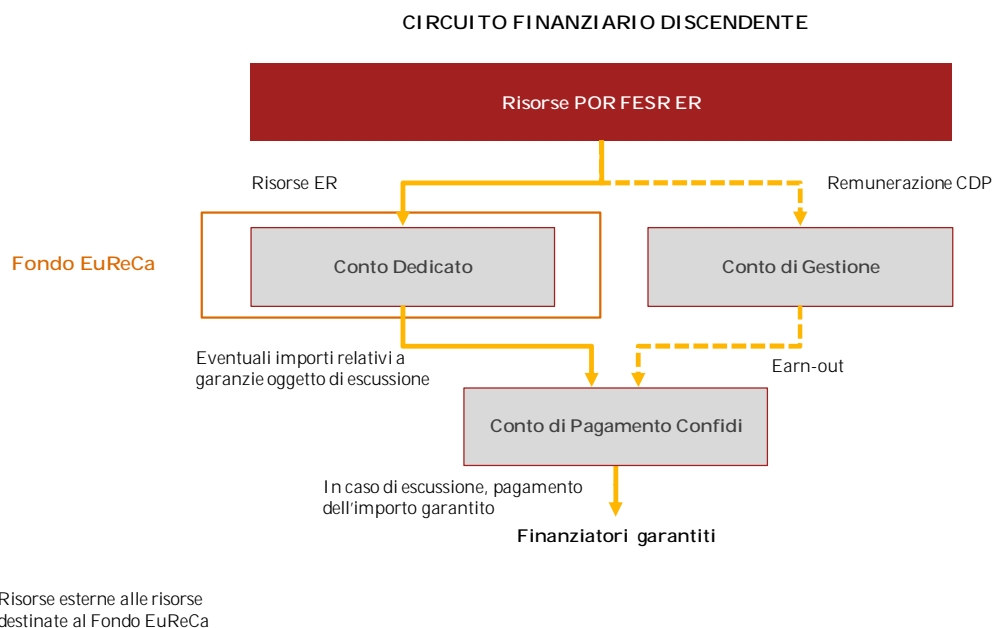 CIRCUITO FINANZIARIO DISCENDENTE
Risorse POR FESR ER
Risorse ER
Remunerazione CDP
Fondo EuReCa
Conto Dedicato
Conto di Gestione
Eventuali importi relativi a
garanzie oggetto di escussione
Earn-out
Conto di Pagamento Confidi
In caso di escussione, pagamento
dell'importo garantito
Finanziatori garantiti
Risorse esterne alle risorse
destinate al Fondo EuReCa